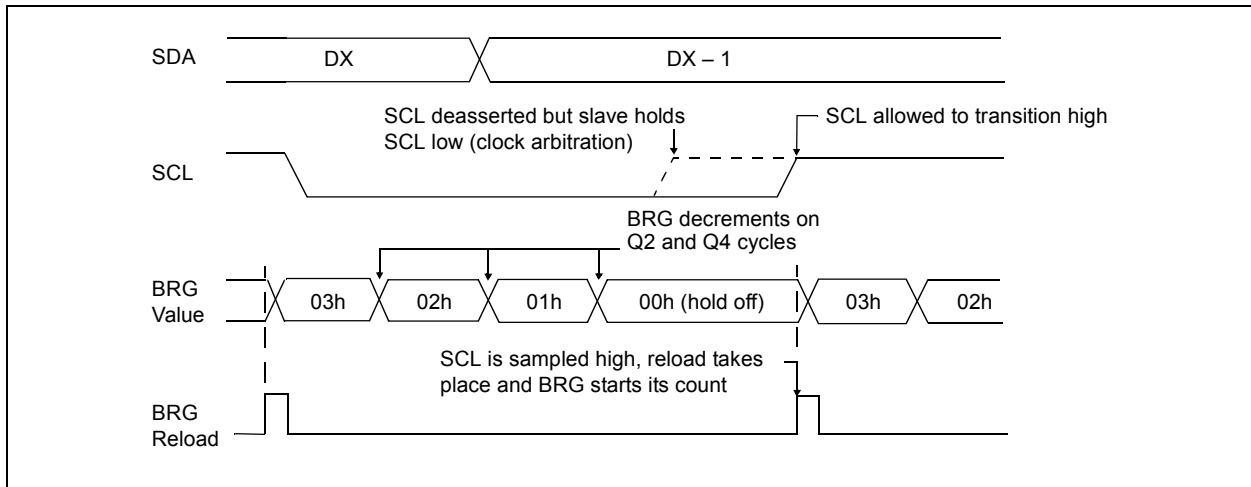 SDA
DX
DX – 1
SCL deasserted but slave holds
SCL low (clock arbitration)
SCL allowed to transition high
SCL
BRG decrements on
Q2 and Q4 cycles
BRG
Value
03h
02h
01h
00h (hold off)
03h
02h
SCL is sampled high, reload takes
place and BRG starts its count
BRG
Reload